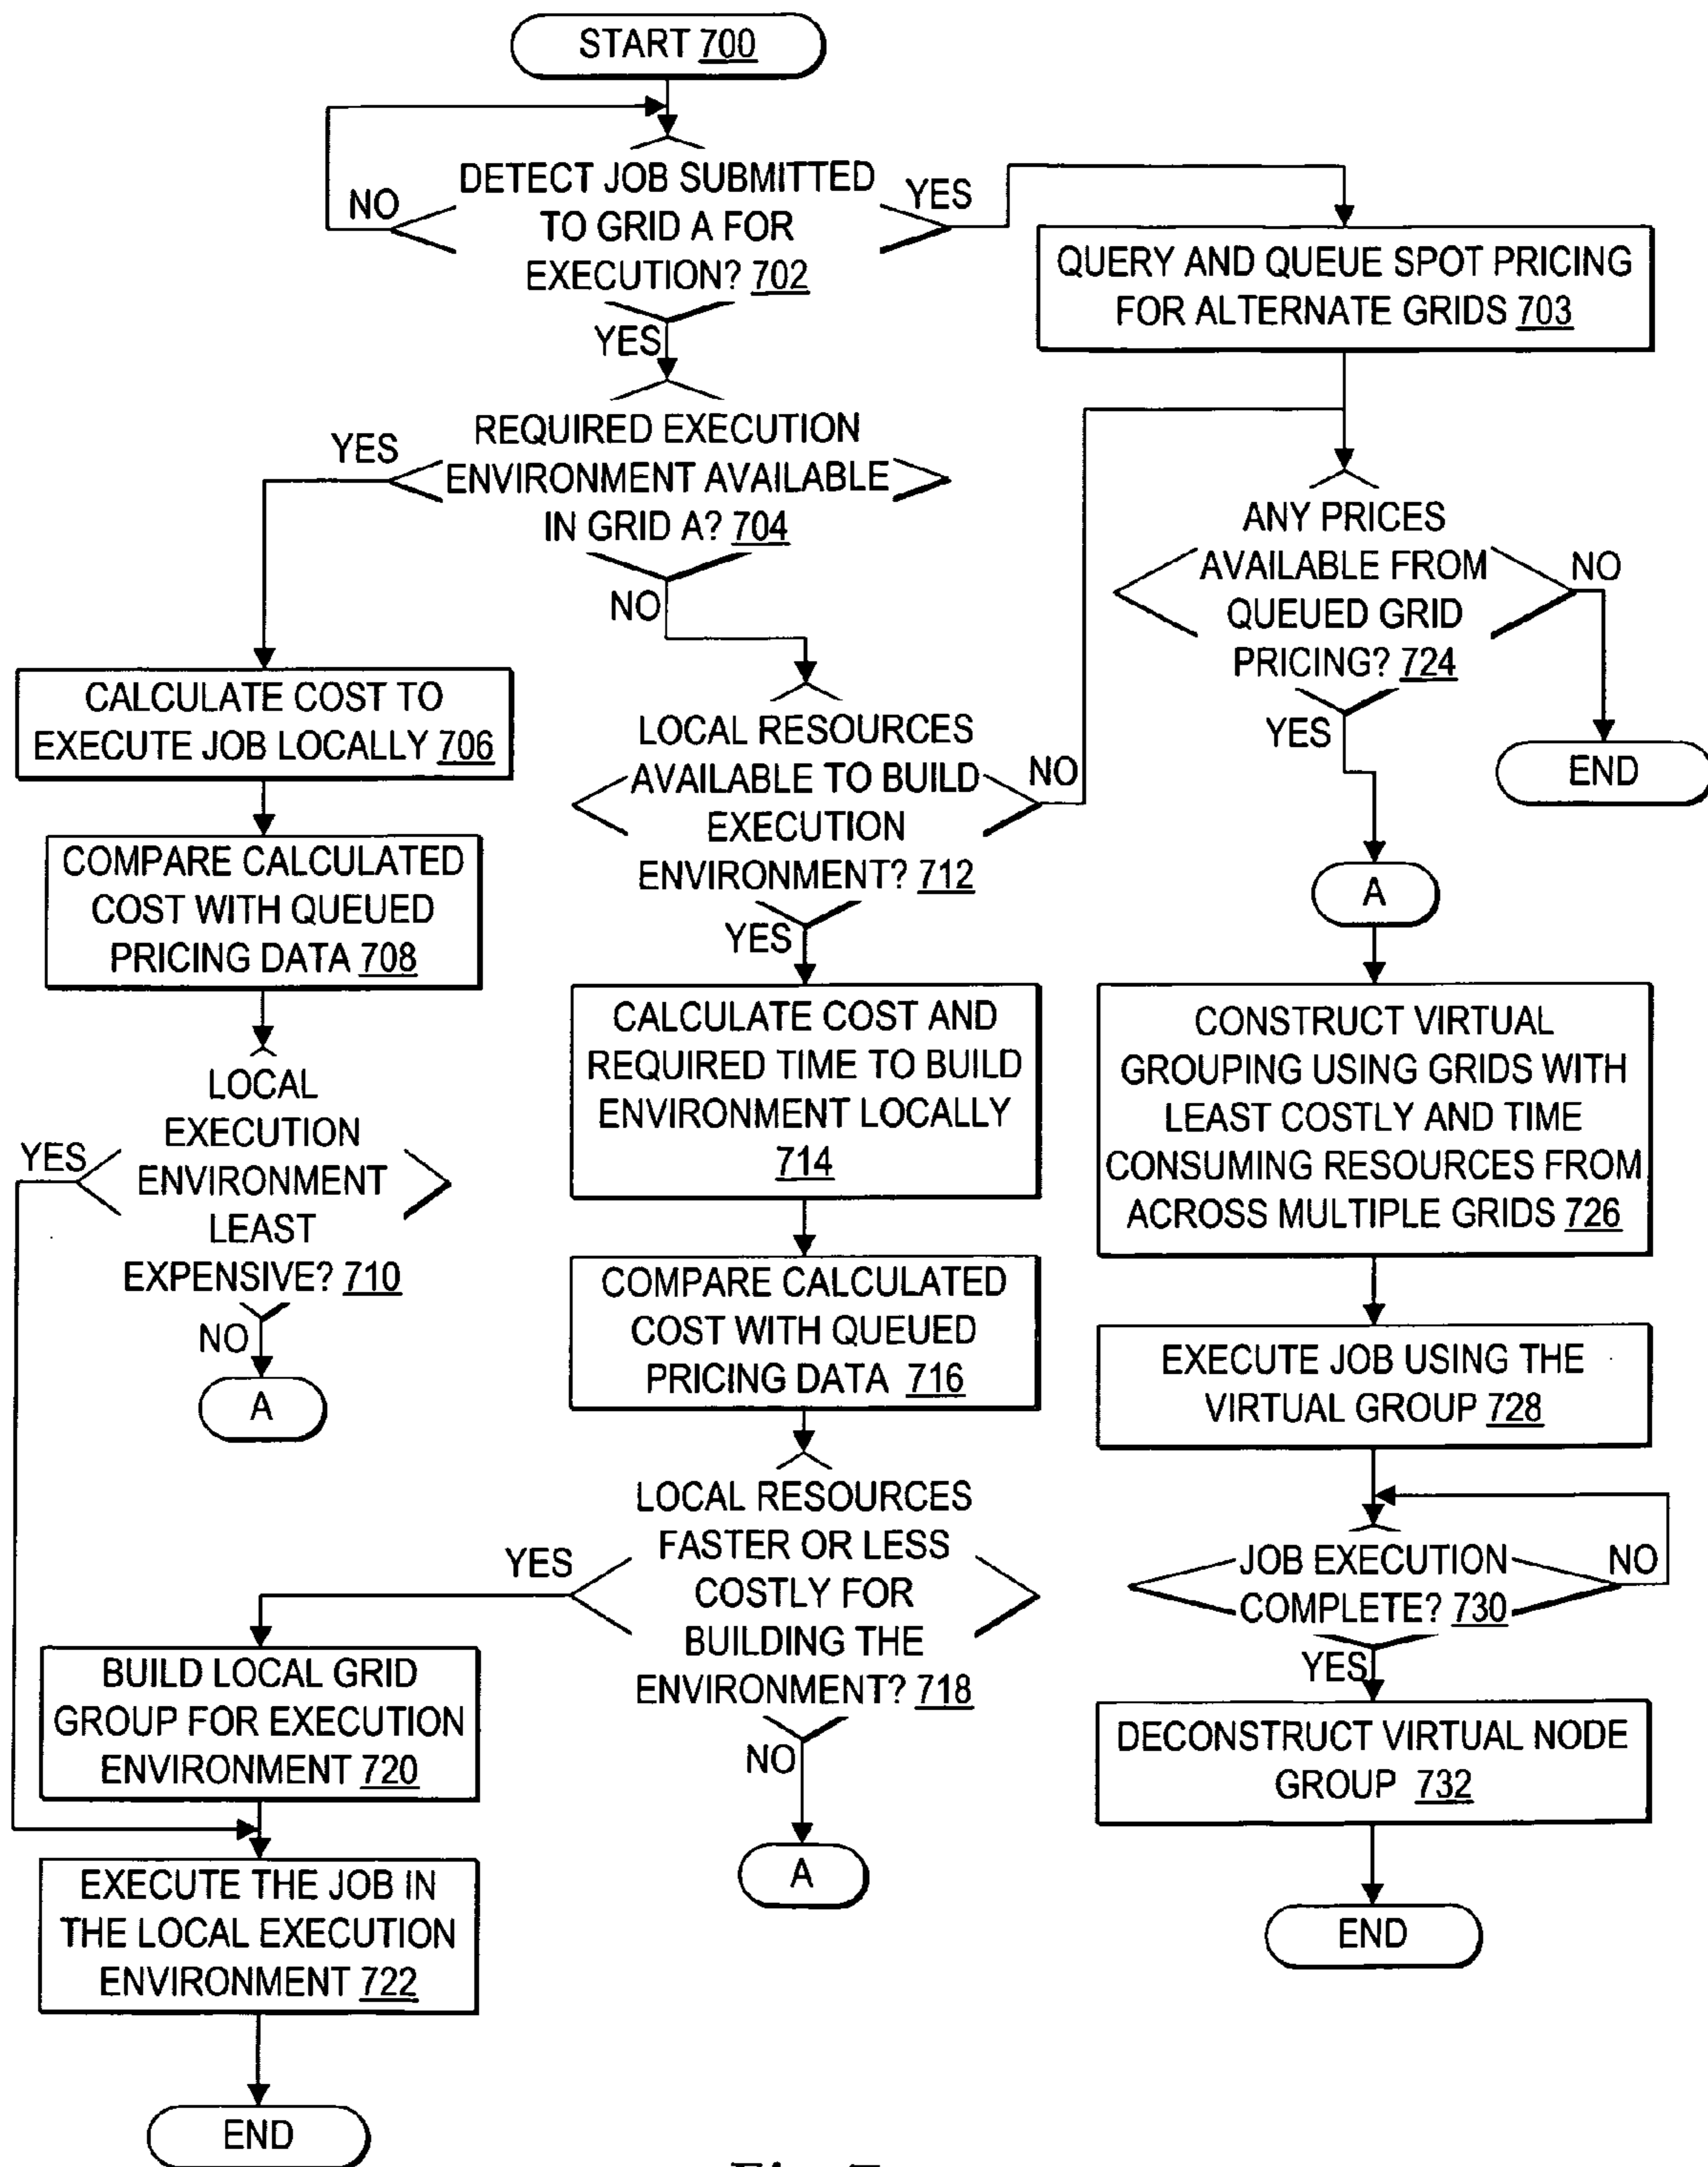 START 700
DETECT JOB SUBMITTED
TO GRID A FOR
EXECUTION? 702
NO
YES
YES
QUERY AND QUEUE SPOT PRICING
FOR ALTERNATE GRIDS 703
REQUIRED EXECUTION
ENVIRONMENT AVAILABLE
IN GRID A? 704
YES
NO
ANY PRICES
AVAILABLE FROM
QUEUED GRID
PRICING? 724
NO
YES
END
A
CALCULATE COST TO
EXECUTE JOB LOCALLY 706
COMPARE CALCULATED
COST WITH QUEUED
PRICING DATA 708
LOCAL
EXECUTION
ENVIRONMENT
LEAST
EXPENSIVE? 710
YES
NO
A
LOCAL RESOURCES
AVAILABLE TO BUILD
EXECUTION
ENVIRONMENT? 712
NO
YES
CALCULATE COST AND
REQUIRED TIME TO BUILD
ENVIRONMENT LOCALLY
714
COMPARE CALCULATED
COST WITH QUEUED
PRICING DATA 716
LOCAL RESOURCES
FASTER OR LESS
COSTLY FOR
BUILDING THE
ENVIRONMENT? 718
YES
NO
A
BUILD LOCAL GRID
GROUP FOR EXECUTION
ENVIRONMENT 720
EXECUTE THE JOB IN
THE LOCAL EXECUTION
ENVIRONMENT 722
END
CONSTRUCT VIRTUAL
GROUPING USING GRIDS WITH
LEAST COSTLY AND TIME
CONSUMING RESOURCES FROM
ACROSS MULTIPLE GRIDS 726
EXECUTE JOB USING THE
VIRTUAL GROUP 728
JOB EXECUTION
COMPLETE? 730
NO
YES
DECONSTRUCT VIRTUAL NODE
GROUP 732
END